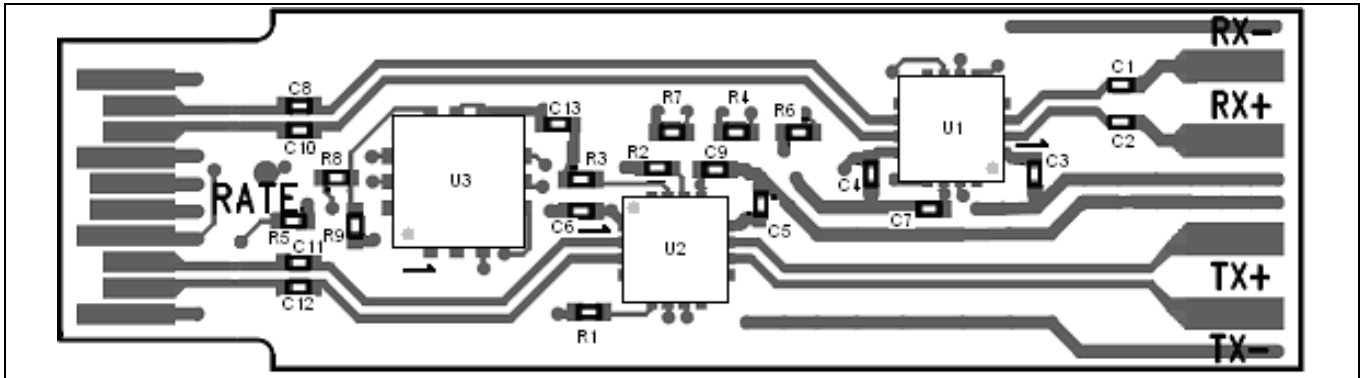 RX-
C1
C8
RX+
C13
R7
R4
R6
U1
C10
C2
R8
U3
R3
R2
C9
C4
C3
RATE
R5
R9
C6
C5
C7
C11
U2
TX+
C12
R1
TX-